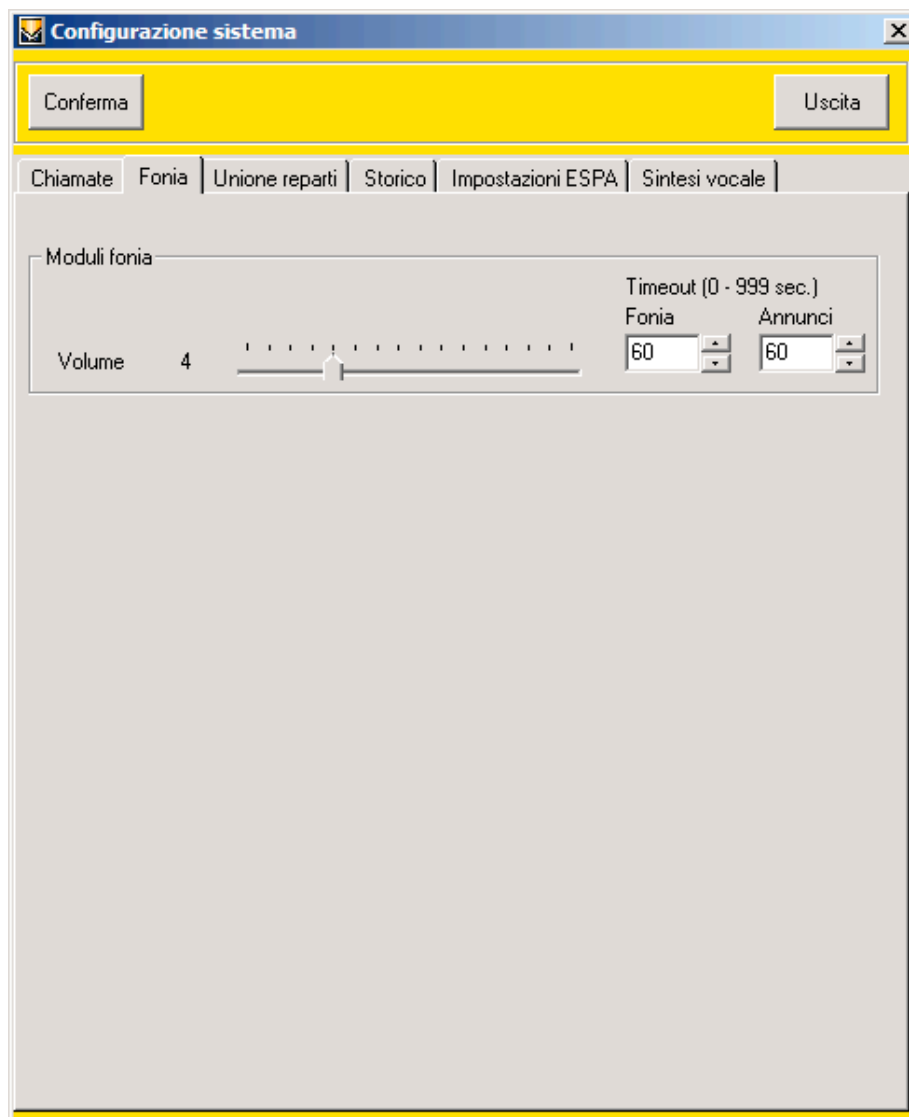 Configurazione sistema
Conferma Uscita
Chiamate Fonia Unione reparti Storico Impostazioni ESPA Sintesi vocale
Moduli fonia
Timeout (0 - 999 sec.)
Fonia Annunci
Volume 4 60 60